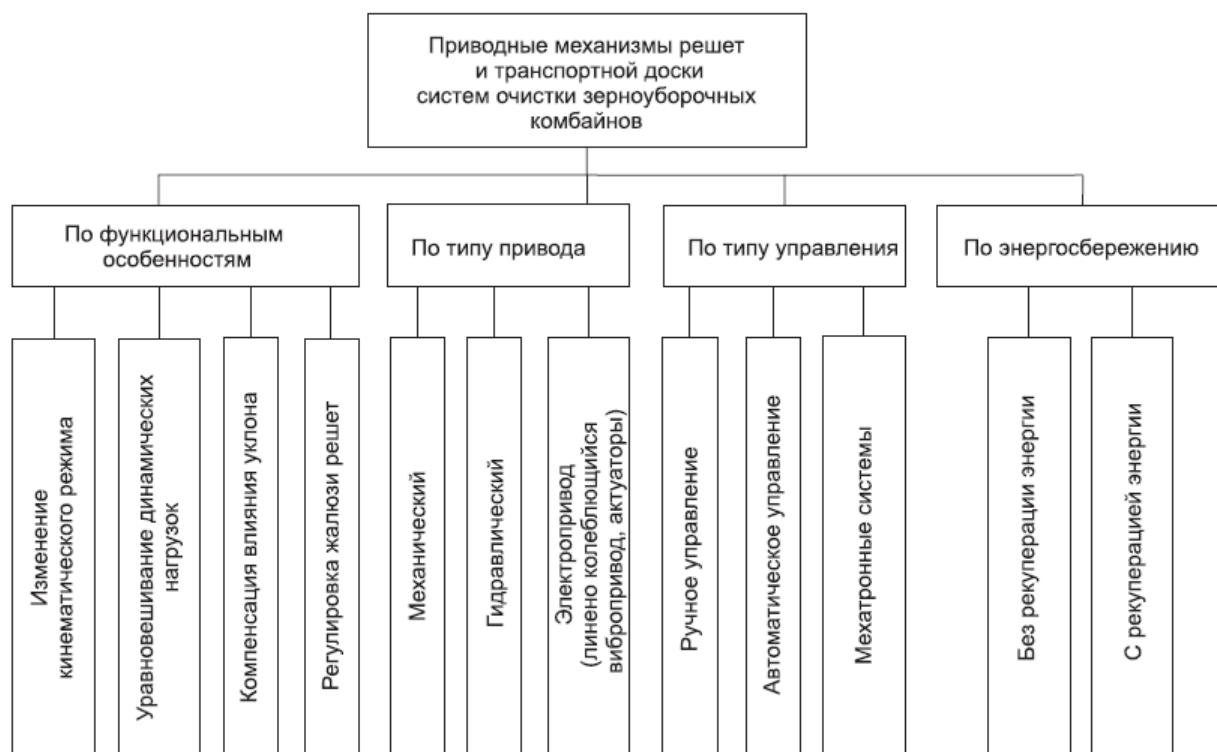 Приводные механизмы решет
и транспортной доски
систем очистки зерноуборочных
комбайнов
По функциональным
особенностям
По типу привода
По типу управления
По энергосбережению
Изменение
кинематического режима
Уравновешивание динамических
нагрузок
Компенсация влияния уклона
Регулировка жалюзи решет
Механический
Гидравлический
Электропривод
(линено колеблющийся
вибропривод, актуаторы)
Ручное управление
Автоматическое управление
Мехатронные системы
Без рекуперации энергии
С рекуперацией энергии